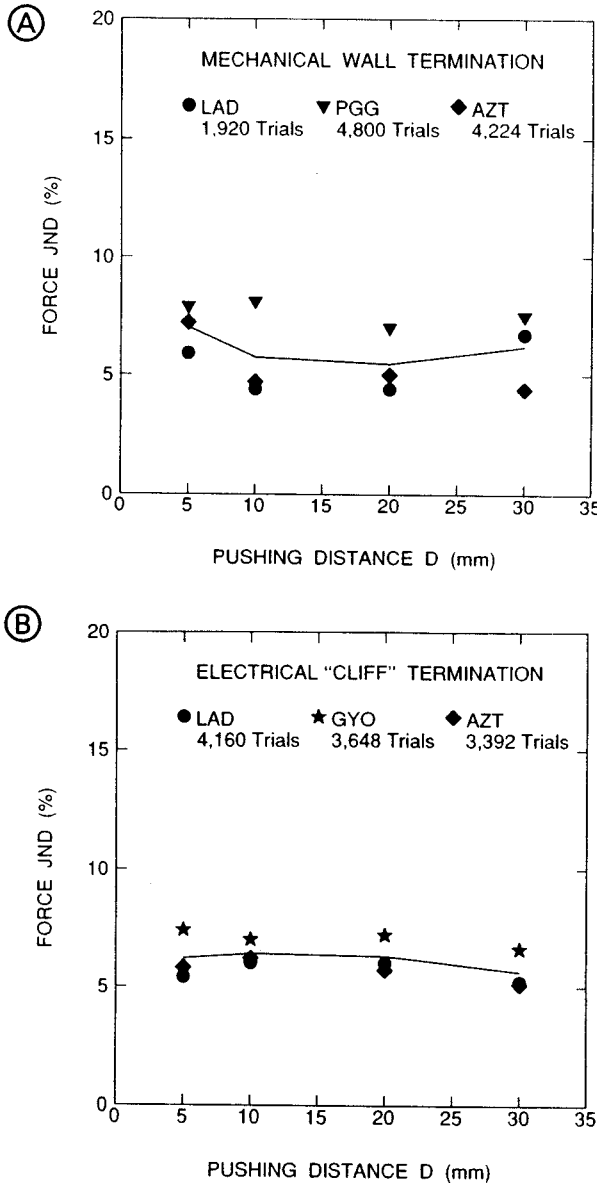 A
20
MECHANICAL WALL TERMINATION
LAD PGG AZT
1,920 Trials 4,800 Trials 4,224 Trials
15
10
5
0
FORCE JND (%)
0 5 10 15 20 25 30 35
PUSHING DISTANCE D (mm)
B
20
ELECTRICAL "CLIFF" TERMINATION
LAD GYO AZT
4,160 Trials 3,648 Trials 3,392 Trials
15
10
5
0
FORCE JND (%)
0 5 10 15 20 25 30 35
PUSHING DISTANCE D (mm)